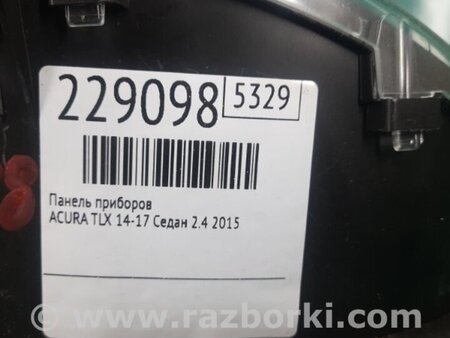 229098 5329
Панель приборов
ACURA TLX 14-17 Седан 2.4 2015
www.razborki.com